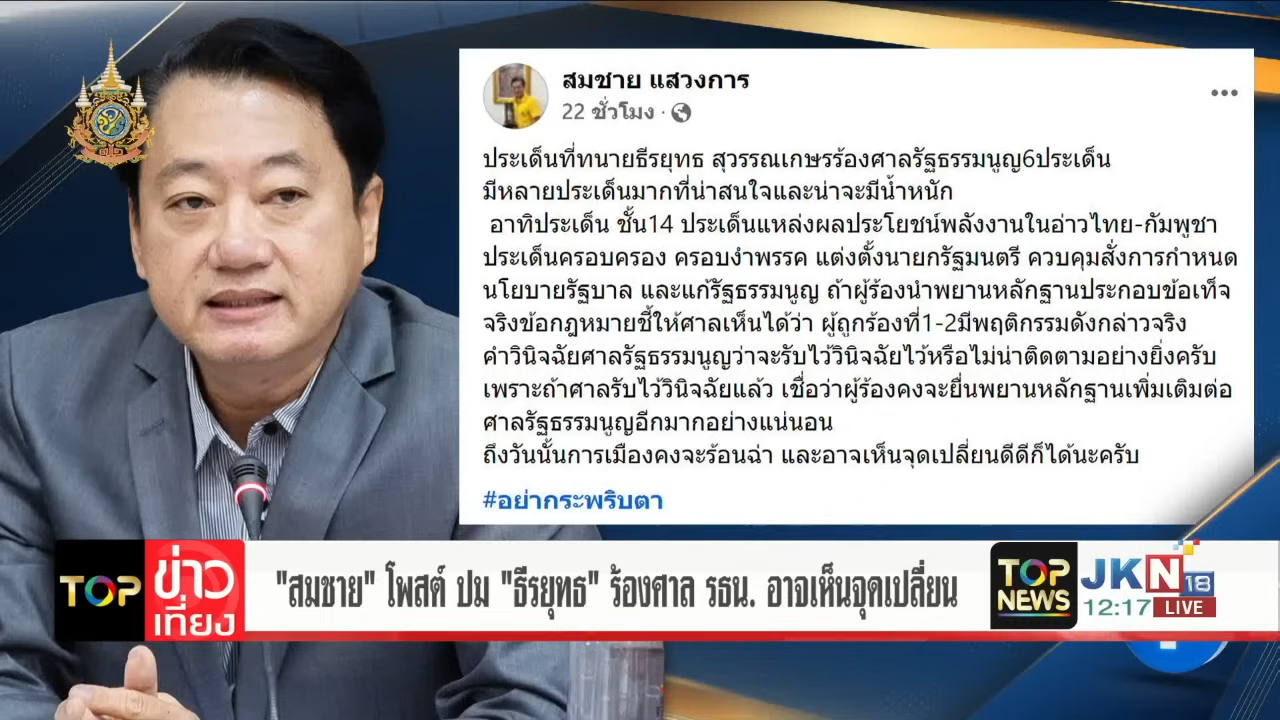 สมชาย แสวงการ
22 ชั่วโมง ·
ประเด็นที่ทนายธีรยุทธ สุวรรณเกษรร้องศาลรัฐธรรมนูญ6ประเด็น
มีหลายประเด็นมากที่น่าสนใจและน่าจะมีน้ำหนัก
อาทิประเด็น ชั้น14 ประเด็นแหล่งผลประโยชน์พลังงานในอ่าวไทย-กัมพูชา
ประเด็นครอบครอง ครอบงำพรรค แต่งตั้งนายกรัฐมนตรี ควบคุมสั่งการกำหนด
นโยบายรัฐบาล และแก้รัฐธรรมนูญ ถ้าผู้ร้องนำพยานหลักฐานประกอบข้อเท็จ
จริงข้อกฎหมายชี้ให้ศาลเห็นได้ว่า ผู้ถูกร้องที่1-2มีพฤติกรรมดังกล่าวจริง
คำวินิจฉัยศาลรัฐธรรมนูญว่าจะรับไว้วินิจฉัยไว้หรือไม่น่าติดตามอย่างยิ่งครับ
เพราะถ้าศาลรับไว้วินิจฉัยแล้ว เชื่อว่าผู้ร้องคงจะยื่นพยานหลักฐานเพิ่มเติมต่อ
ศาลรัฐธรรมนูญอีกมากอย่างแน่นอน
ถึงวันนั้นการเมืองคงจะร้อนฉ่า และอาจเห็นจุดเปลี่ยนดีดีก็ได้นะครับ
#อย่ากระพริบตา
TOP ข่าวเที่ยง
"สมชาย" โพสต์ ปม "ธีรยุทธ" ร้องศาล รธน. อาจเห็นจุดเปลี่ยน
TOP NEWS
JKN 18
12:17 LIVE